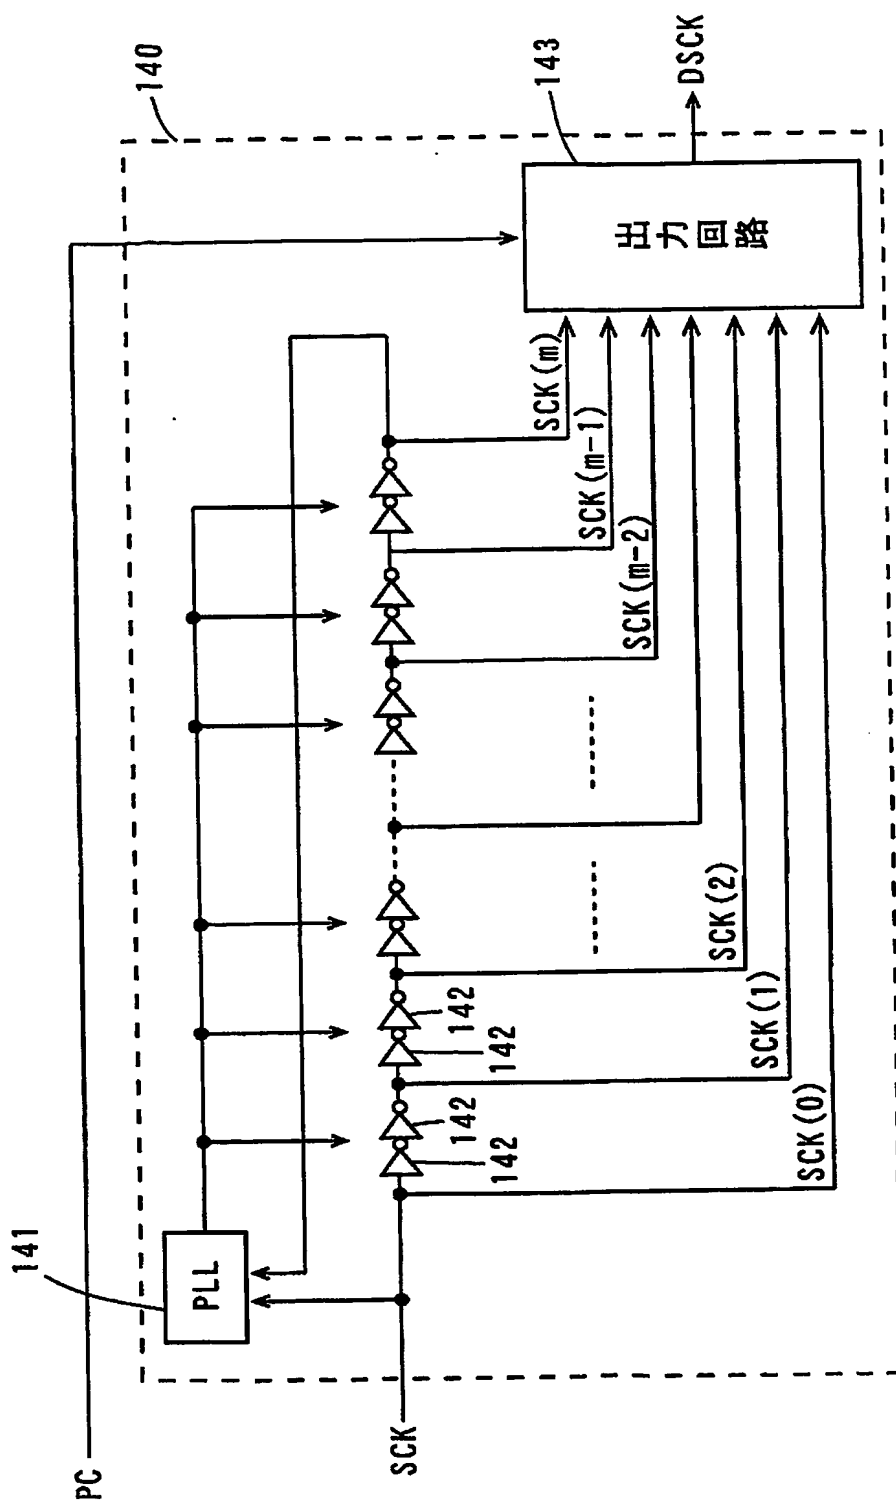 PC
140
141
PLL
143
出力回路
DSCK
SCK(m)
SCK(m-1)
SCK(m-2)
SCK(2)
SCK(1)
SCK(0)
142
142
142
142
SCK